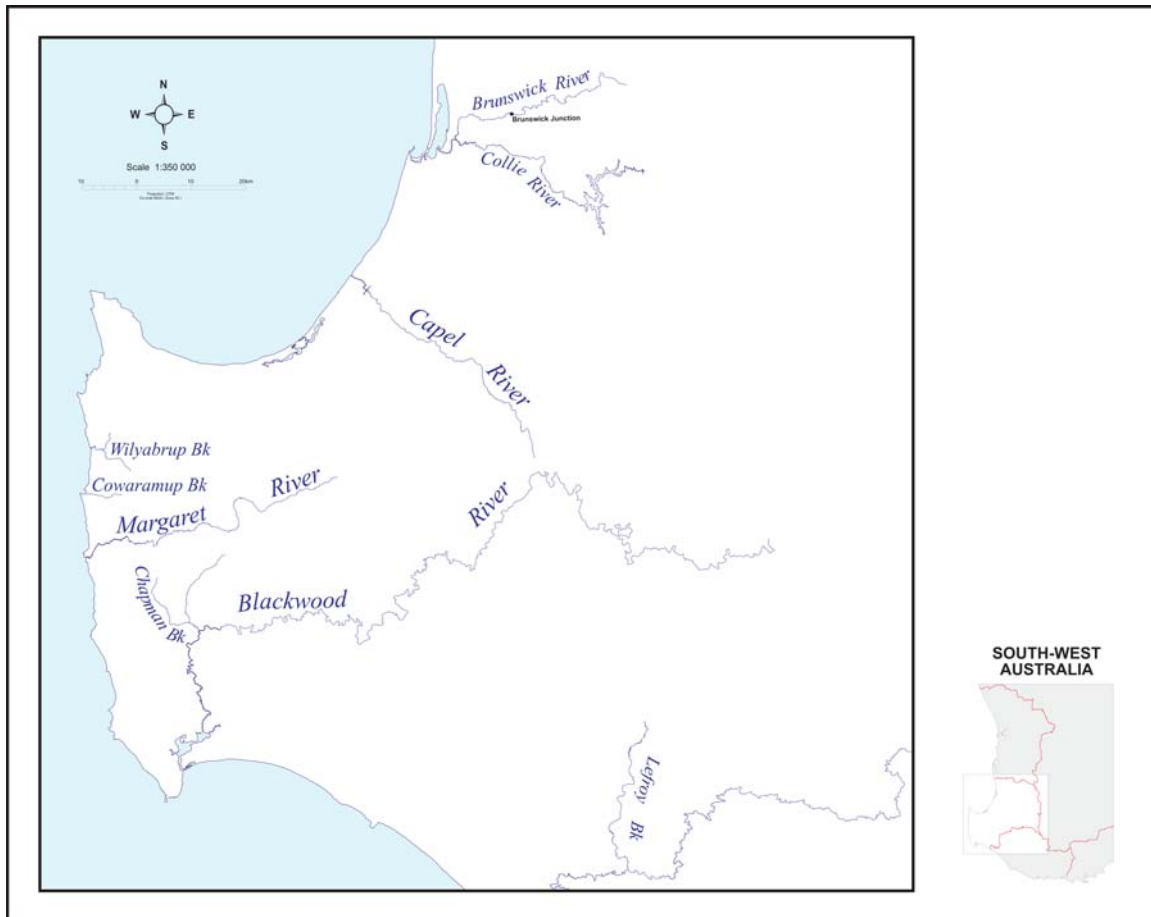 N
W E
S
Scale 1:350 000
10 0 10 20km
Brunswick River
Brunswick Junction
Collie River
Capel
River
Wilyabrup Bk
Cowaramup Bk
Margaret
River
River
Chapman Bk
Blackwood
Lefroy Bk
SOUTH-WEST
AUSTRALIA